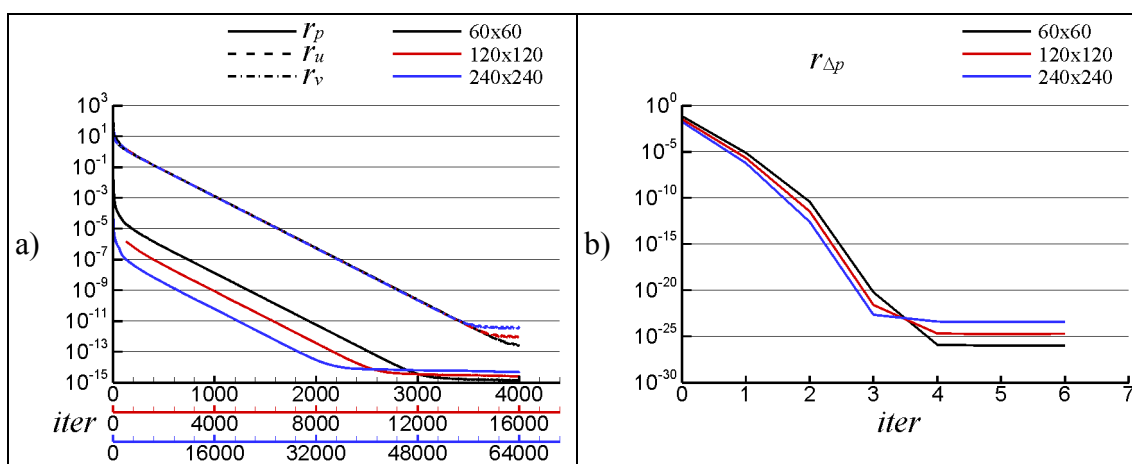 a)
r_p 60x60
r_u 120x120
r_v 240x240
10^3
10^1
10^-1
10^-3
10^-5
10^-7
10^-9
10^-11
10^-13
10^-15
0 1000 2000 3000 4000
iter 0 4000 8000 12000 16000
0 16000 32000 48000 64000
b)
60x60
r_Δp 120x120
240x240
10^0
10^-5
10^-10
10^-15
10^-20
10^-25
10^-30
0 1 2 3 4 5 6 7
iter